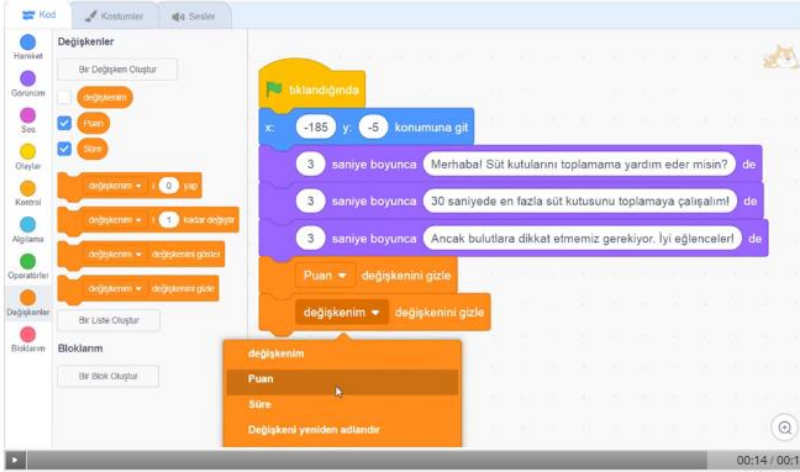 Kod Kostümler Sesler
Hareket
Görünüm
Ses
Olaylar
Kontrol
Algılama
Operatörler
Değişkenler
Bloklarım
Değişkenler
Bir Değişken Oluştur
değişkenim
Puan
Süre
değişkenim 0 yap
değişkenim 1 kadar değiştir
değişkenim değişkenini göster
değişkenim değişkenini gizle
Bir Liste Oluştur
Bloklarım
Bir Blok Oluştur
tıklandığında
x: -185 y: -5 konumuna git
3 saniye boyunca Merhaba! Süt kutularını toplamama yardım eder misin? de
3 saniye boyunca 30 saniyede en fazla süt kutusunu toplamaya çalışalım! de
3 saniye boyunca Ancak bulutlara dikkat etmemiz gerekiyor. İyi eğlenceler! de
Puan değişkenini gizle
değişkenim değişkenini gizle
değişkenim
Puan
Süre
Değişkeni yeniden adlandır
00:14 / 00:1